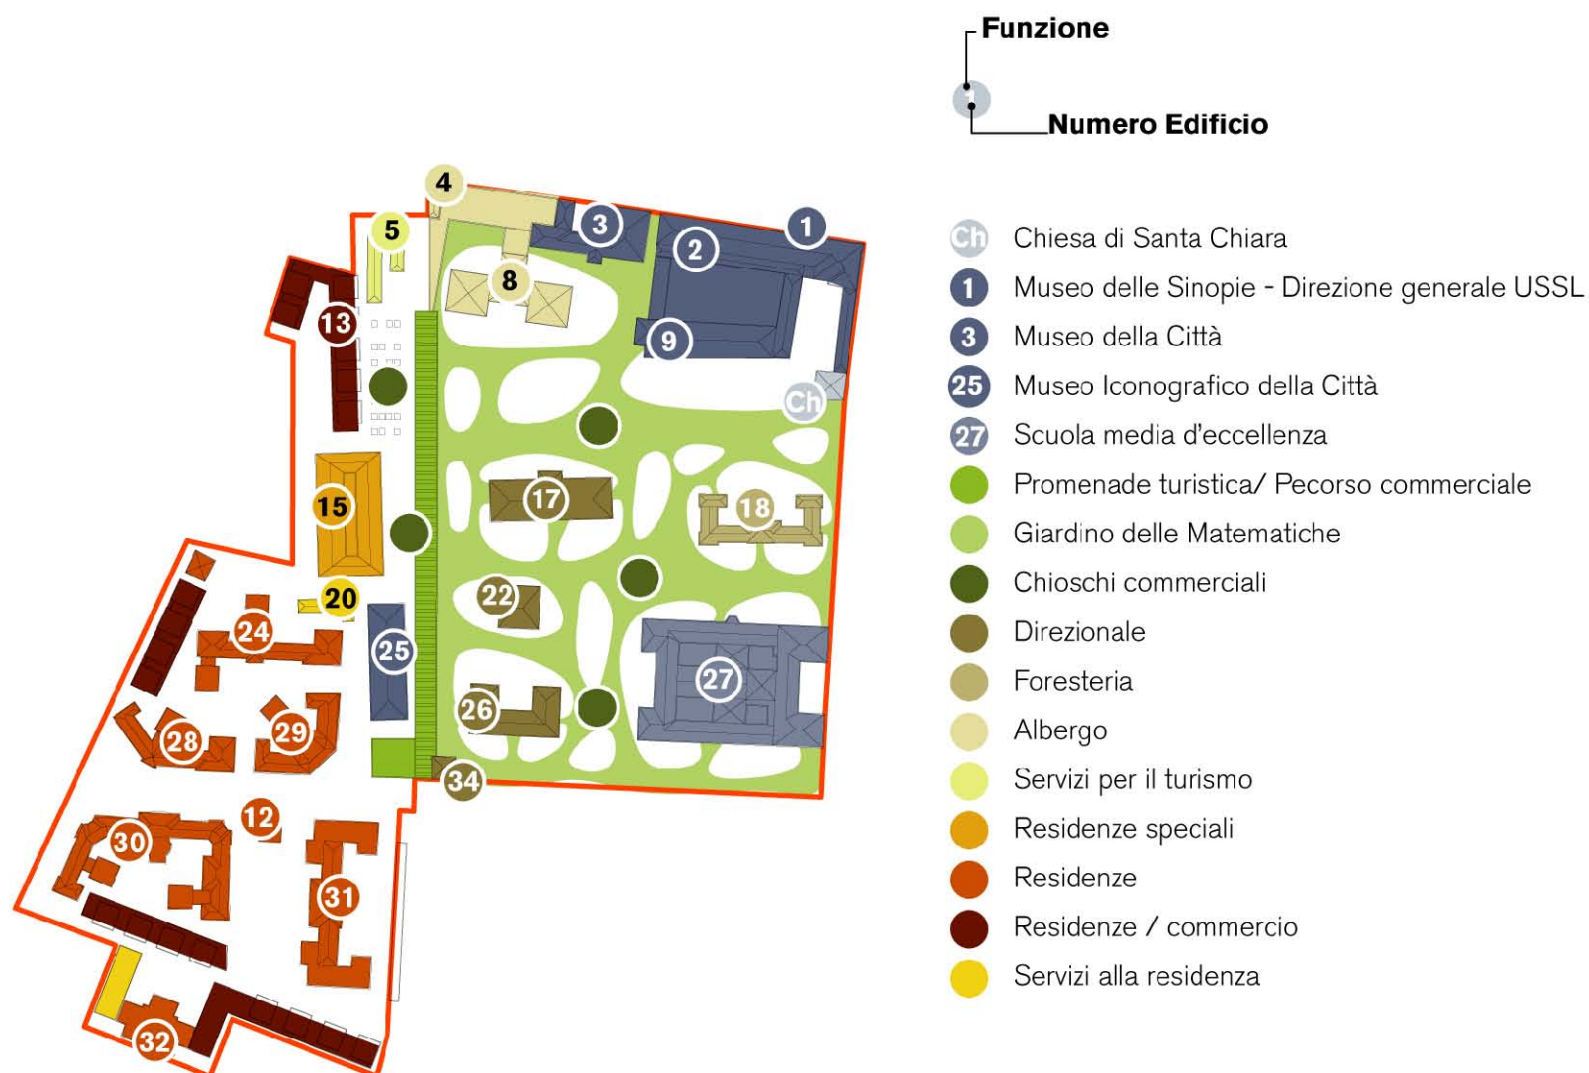 Funzione
1
Numero Edificio
4
5
3
1
2
8
13
9
Ch
17
18
15
22
20
24
25
27
26
29
28
34
12
30
31
32
Ch Chiesa di Santa Chiara
1 Museo delle Sinopie - Direzione generale USSL
3 Museo della Città
25 Museo Iconografico della Città
27 Scuola media d'eccellenza
Promenade turistica/ Pecorso commerciale
Giardino delle Matematiche
Chioschi commerciali
Direzionale
Foresteria
Albergo
Servizi per il turismo
Residenze speciali
Residenze
Residenze / commercio
Servizi alla residenza